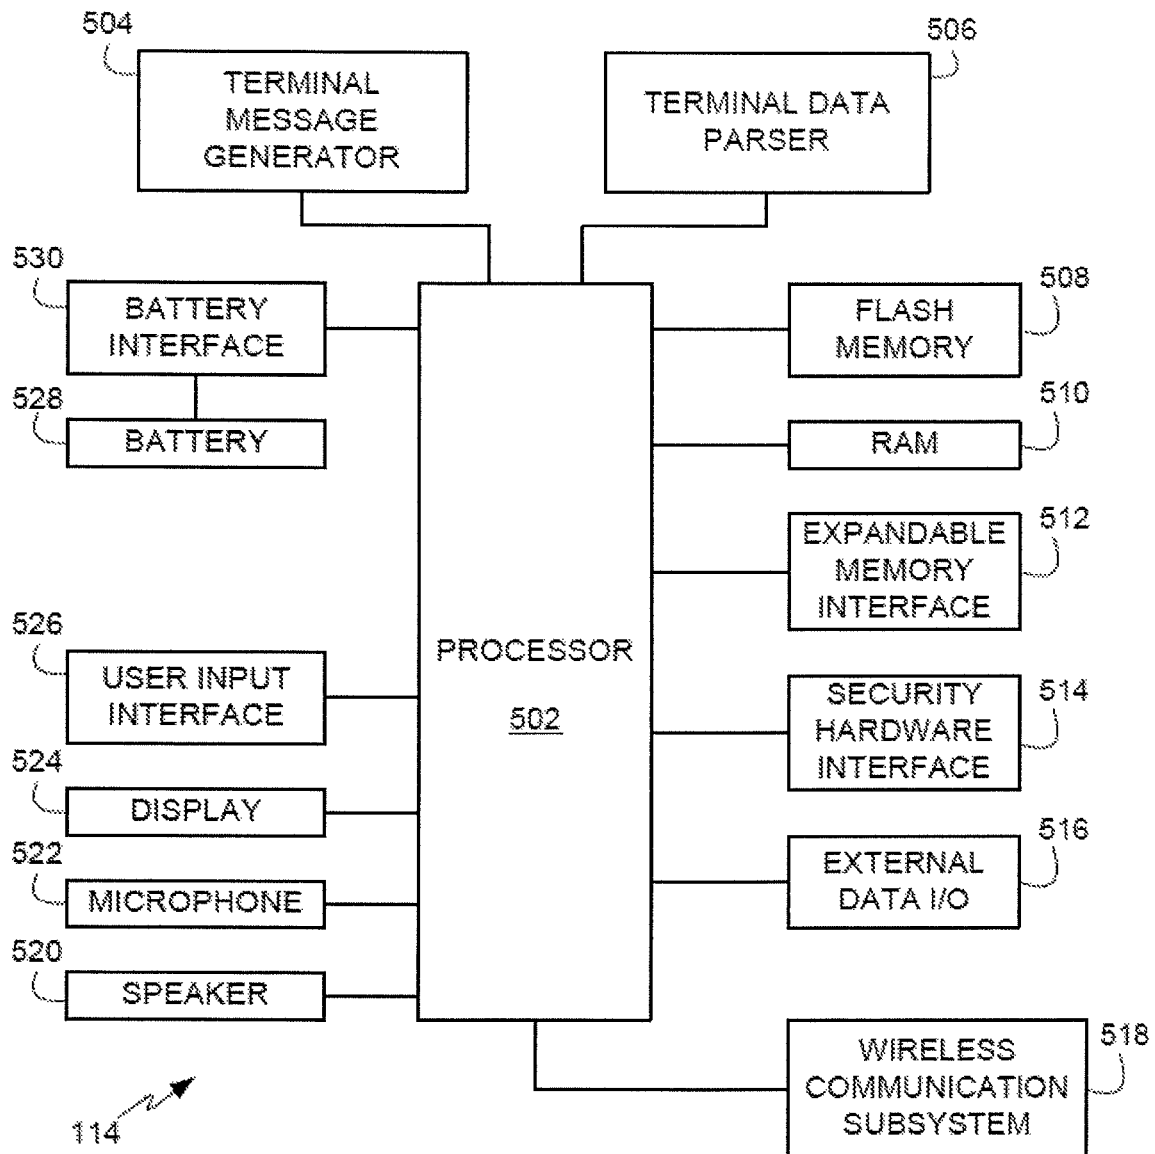 504
TERMINAL
MESSAGE
GENERATOR
506
TERMINAL DATA
PARSER
530
BATTERY
INTERFACE
528
BATTERY
526
USER INPUT
INTERFACE
524
DISPLAY
522
MICROPHONE
520
SPEAKER
PROCESSOR
502
508
FLASH
MEMORY
510
RAM
512
EXPANDABLE
MEMORY
INTERFACE
514
SECURITY
HARDWARE
INTERFACE
516
EXTERNAL
DATA I/O
518
WIRELESS
COMMUNICATION
SUBSYSTEM
114